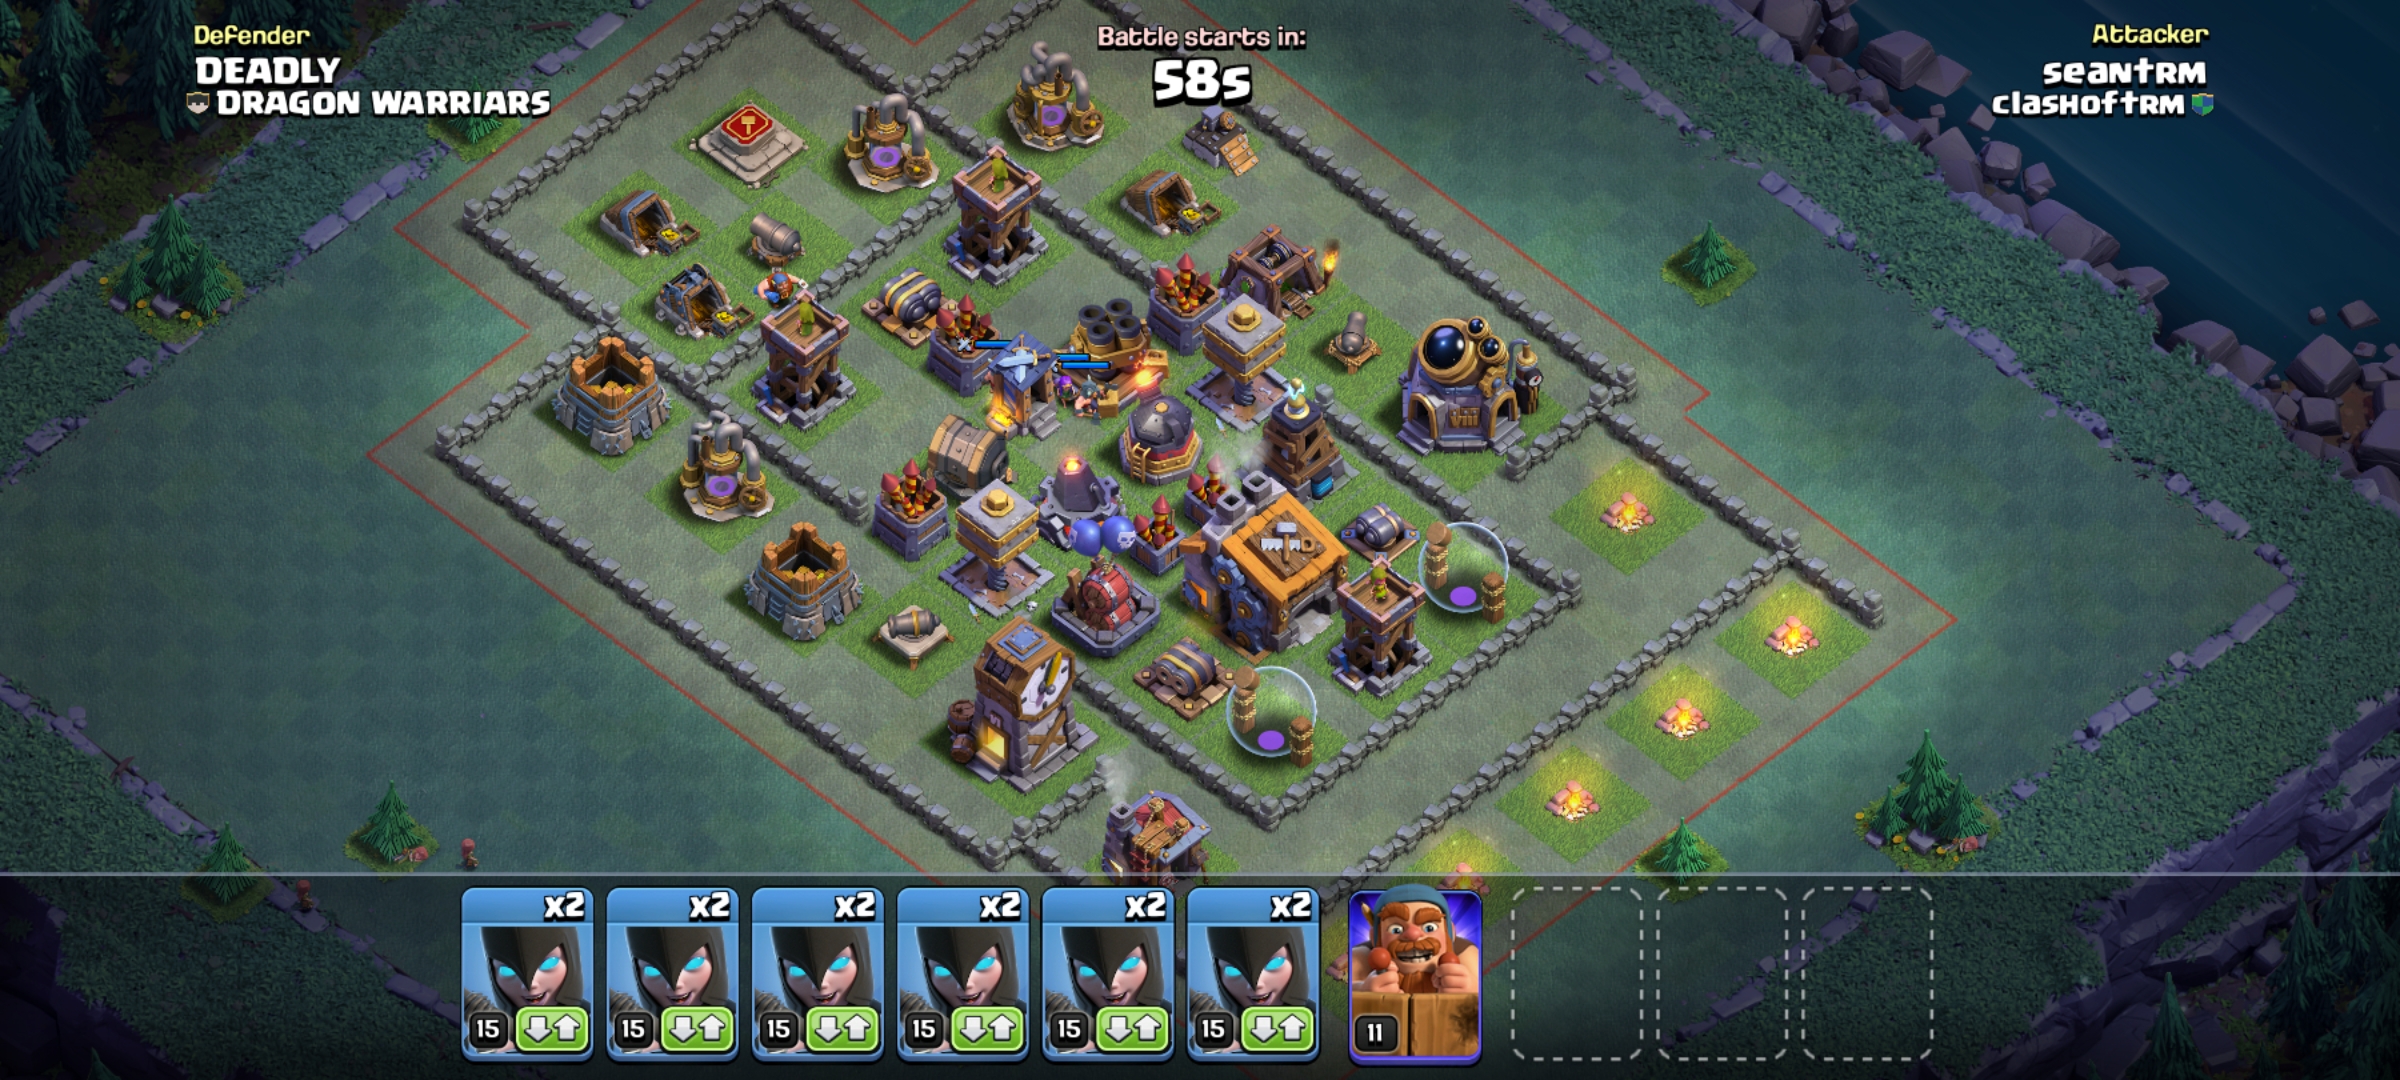 Defender
DEADLY
DRAGON WARRIARS
Battle starts in:
58s
Attacker
seantRM
clashoftRM
VIII
x2
x2
x2
x2
x2
x2
15
15
15
15
15
15
11